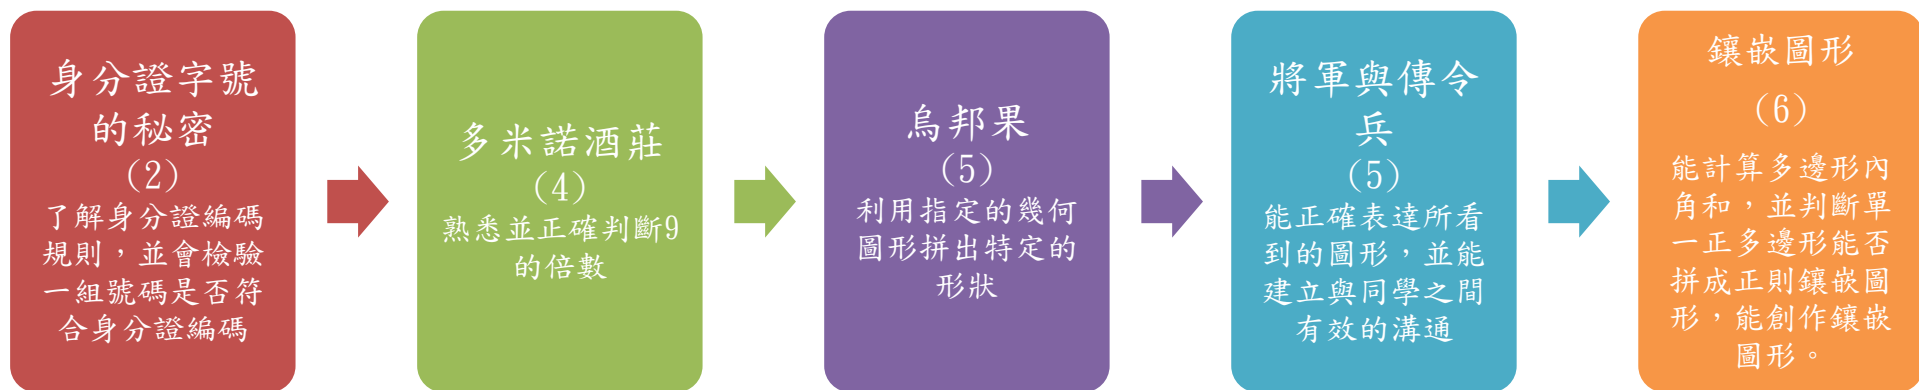 身分證字號
的秘密
(2)
了解身分證編碼
規則，並會檢驗
一組號碼是否符
合身分證編碼
多米諾酒莊
(4)
熟悉並正確判斷9
的倍數
烏邦果
(5)
利用指定的幾何
圖形拼出特定的
形狀
將軍與傳令
兵
(5)
能正確表達所看
到的圖形，並能
建立與同學之間
有效的溝通
鑲嵌圖形
(6)
能計算多邊形內
角和，並判斷單
一正多邊形能否
拼成正則鑲嵌圖
形，能創作鑲嵌
圖形。